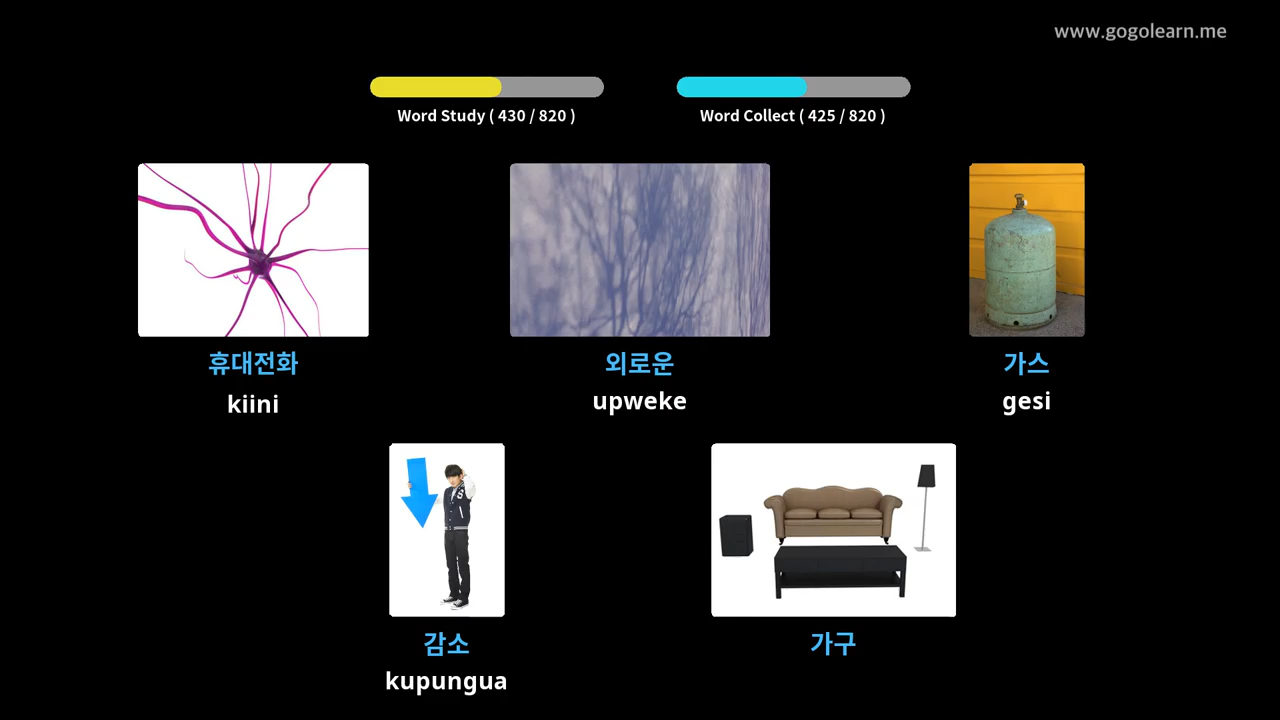 www.gogolearn.me
Word Study ( 430 / 820 )
Word Collect ( 425 / 820 )
휴대전화
kiini
외로운
upweke
가스
gesi
감소
kupungua
가구